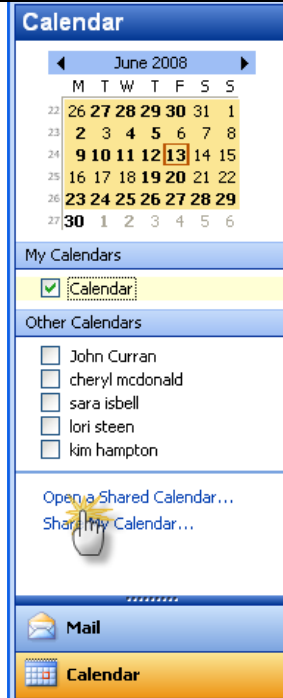 Calendar
June 2008
M T W T F S S
22 26 27 28 29 30 31 1
23 2 3 4 5 6 7 8
24 9 10 11 12 13 14 15
25 16 17 18 19 20 21 22
26 23 24 25 26 27 28 29
27 30 1 2 3 4 5 6
My Calendars
Calendar
Other Calendars
John Curran
cheryl mcdonald
sara isbell
lori steen
kim hampton
Open a Shared Calendar...
Share My Calendar...
Mail
Calendar